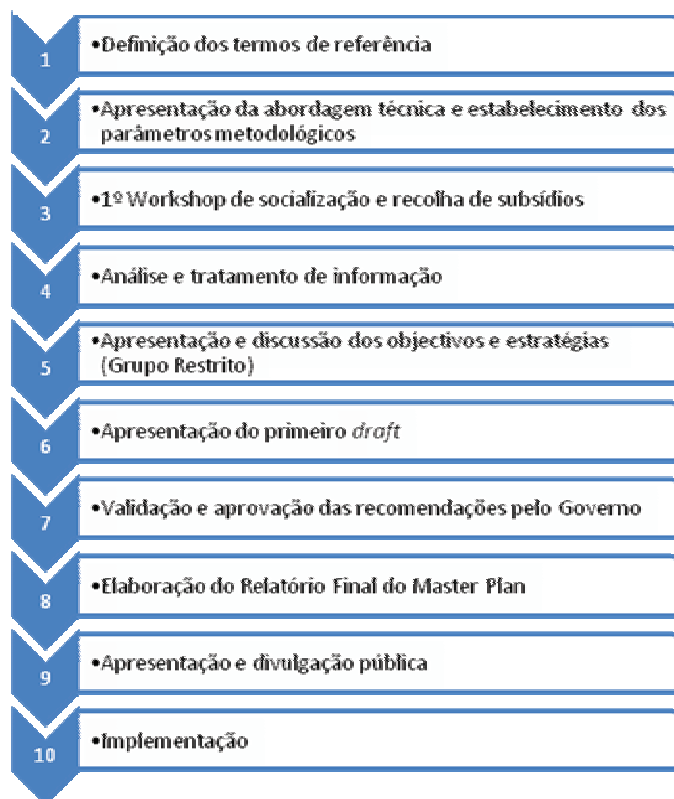 1
•Definição dos termos de referência
2
•Apresentação da abordagem técnica e estabelecimento dos
parâmetros metodológicos
3
•1º Workshop de socialização e recolha de subsídios
4
•Análise e tratamento de informação
5
•Apresentação e discussão dos objectivos e estratégias
(Grupo Restrito)
6
•Apresentação do primeiro draft
7
•Validação e aprovação das recomendações pelo Governo
8
•Elaboração do Relatório Final do Master Plan
9
•Apresentação e divulgação pública
10
•Implementação